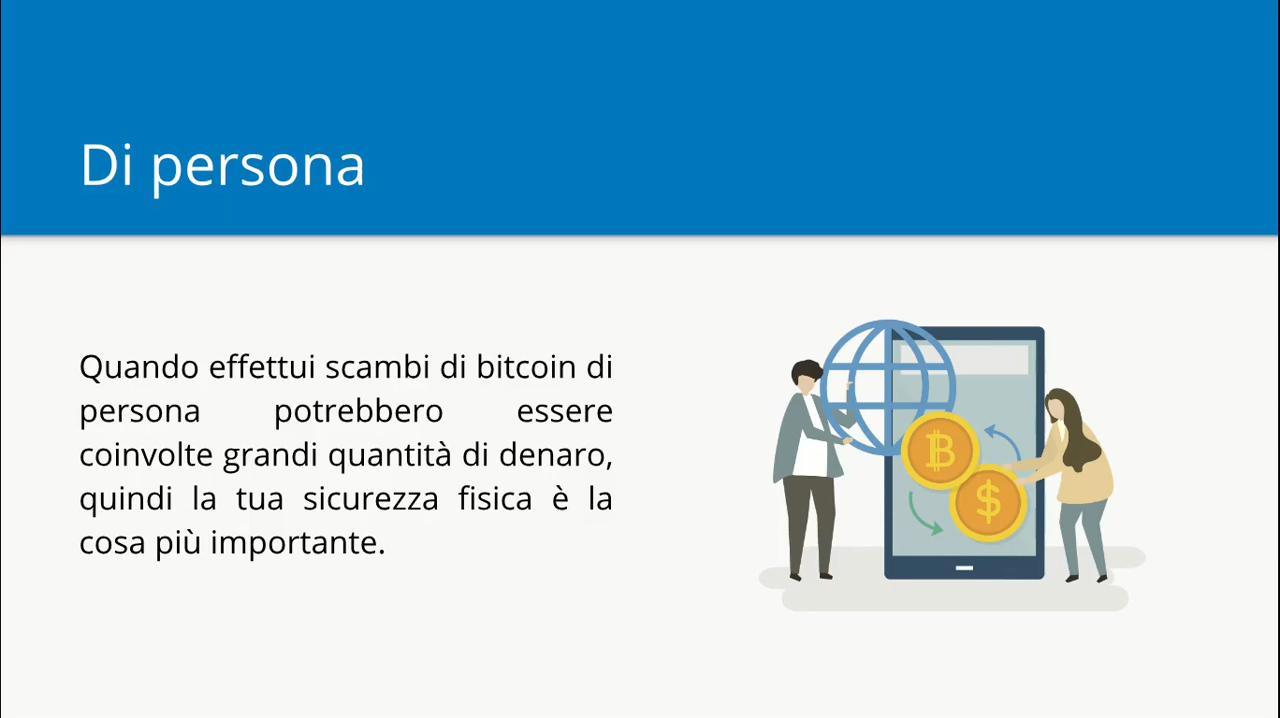 Di persona
Quando effettui scambi di bitcoin di
persona potrebbero essere
coinvolte grandi quantità di denaro,
quindi la tua sicurezza fisica è la
cosa più importante.